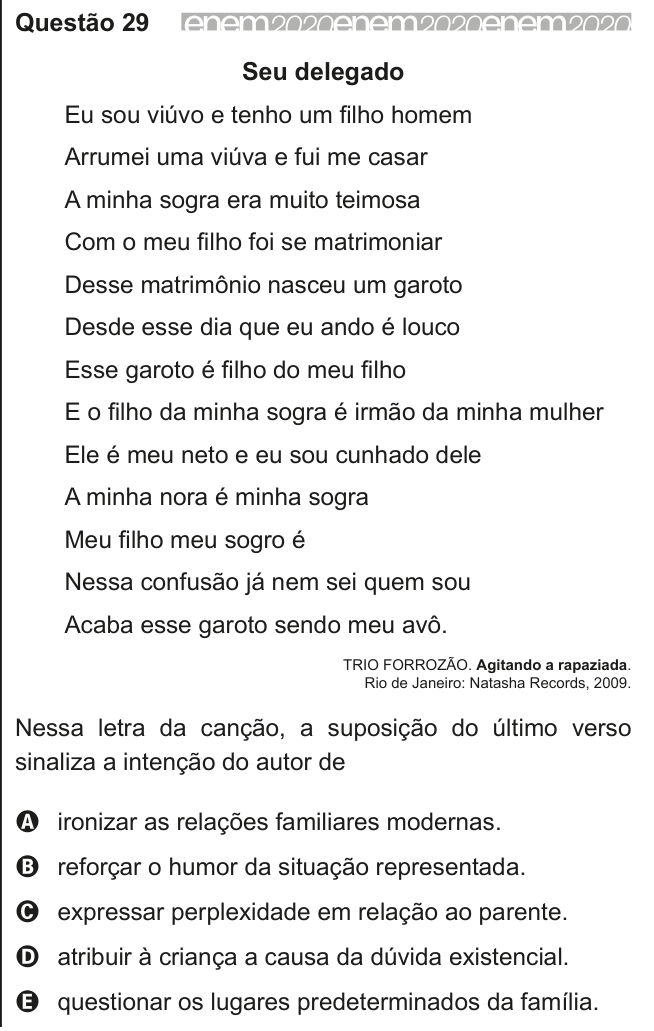 Questão 29 enem2020enem2020enem2020
Seu delegado
Eu sou viúvo e tenho um filho homem
Arrumei uma viúva e fui me casar
A minha sogra era muito teimosa
Com o meu filho foi se matrimoniar
Desse matrimônio nasceu um garoto
Desde esse dia que eu ando é louco
Esse garoto é filho do meu filho
E o filho da minha sogra é irmão da minha mulher
Ele é meu neto e eu sou cunhado dele
A minha nora é minha sogra
Meu filho meu sogro é
Nessa confusão já nem sei quem sou
Acaba esse garoto sendo meu avô.
TRIO FORROZÃO. Agitando a rapaziada.
Rio de Janeiro: Natasha Records, 2009.
Nessa letra da canção, a suposição do último verso
sinaliza a intenção do autor de
A ironizar as relações familiares modernas.
B reforçar o humor da situação representada.
C expressar perplexidade em relação ao parente.
D atribuir à criança a causa da dúvida existencial.
E questionar os lugares predeterminados da família.